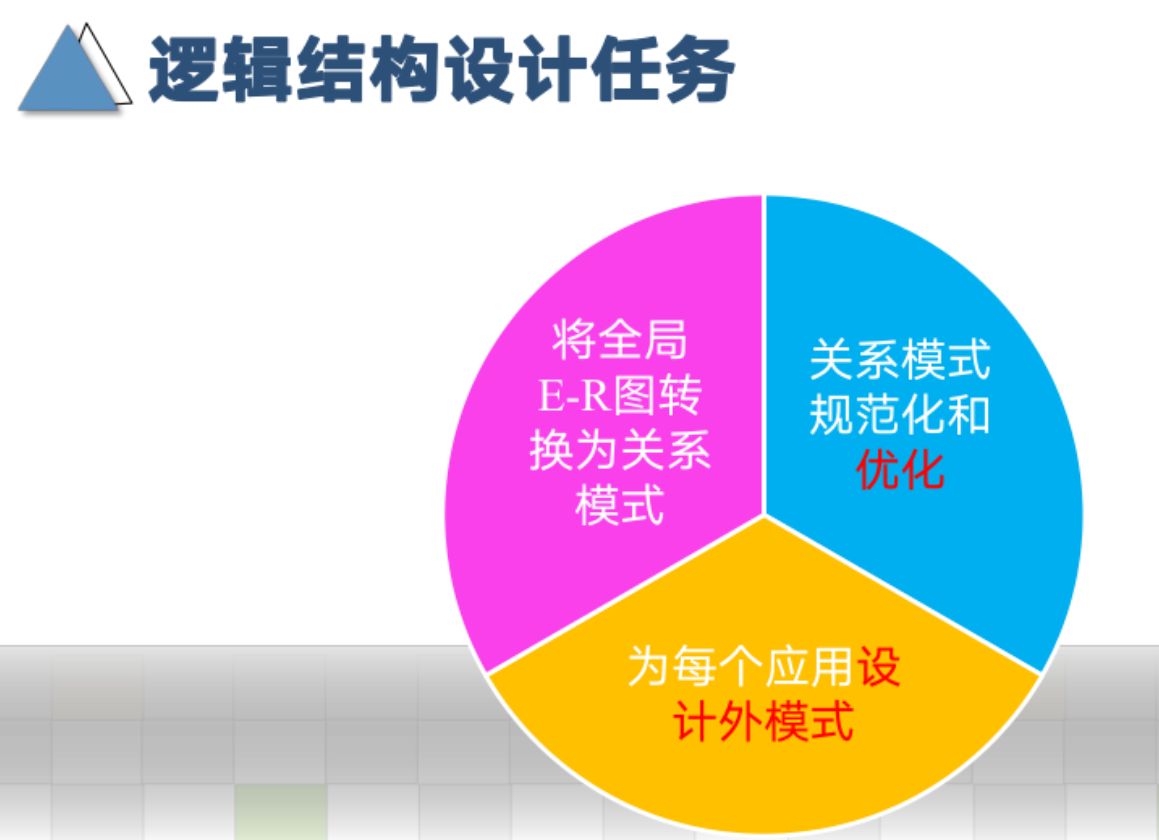 逻辑结构设计任务
将全局
E-R图转
换为关系
模式
关系模式
规范化和
优化
为每个应用设
计外模式